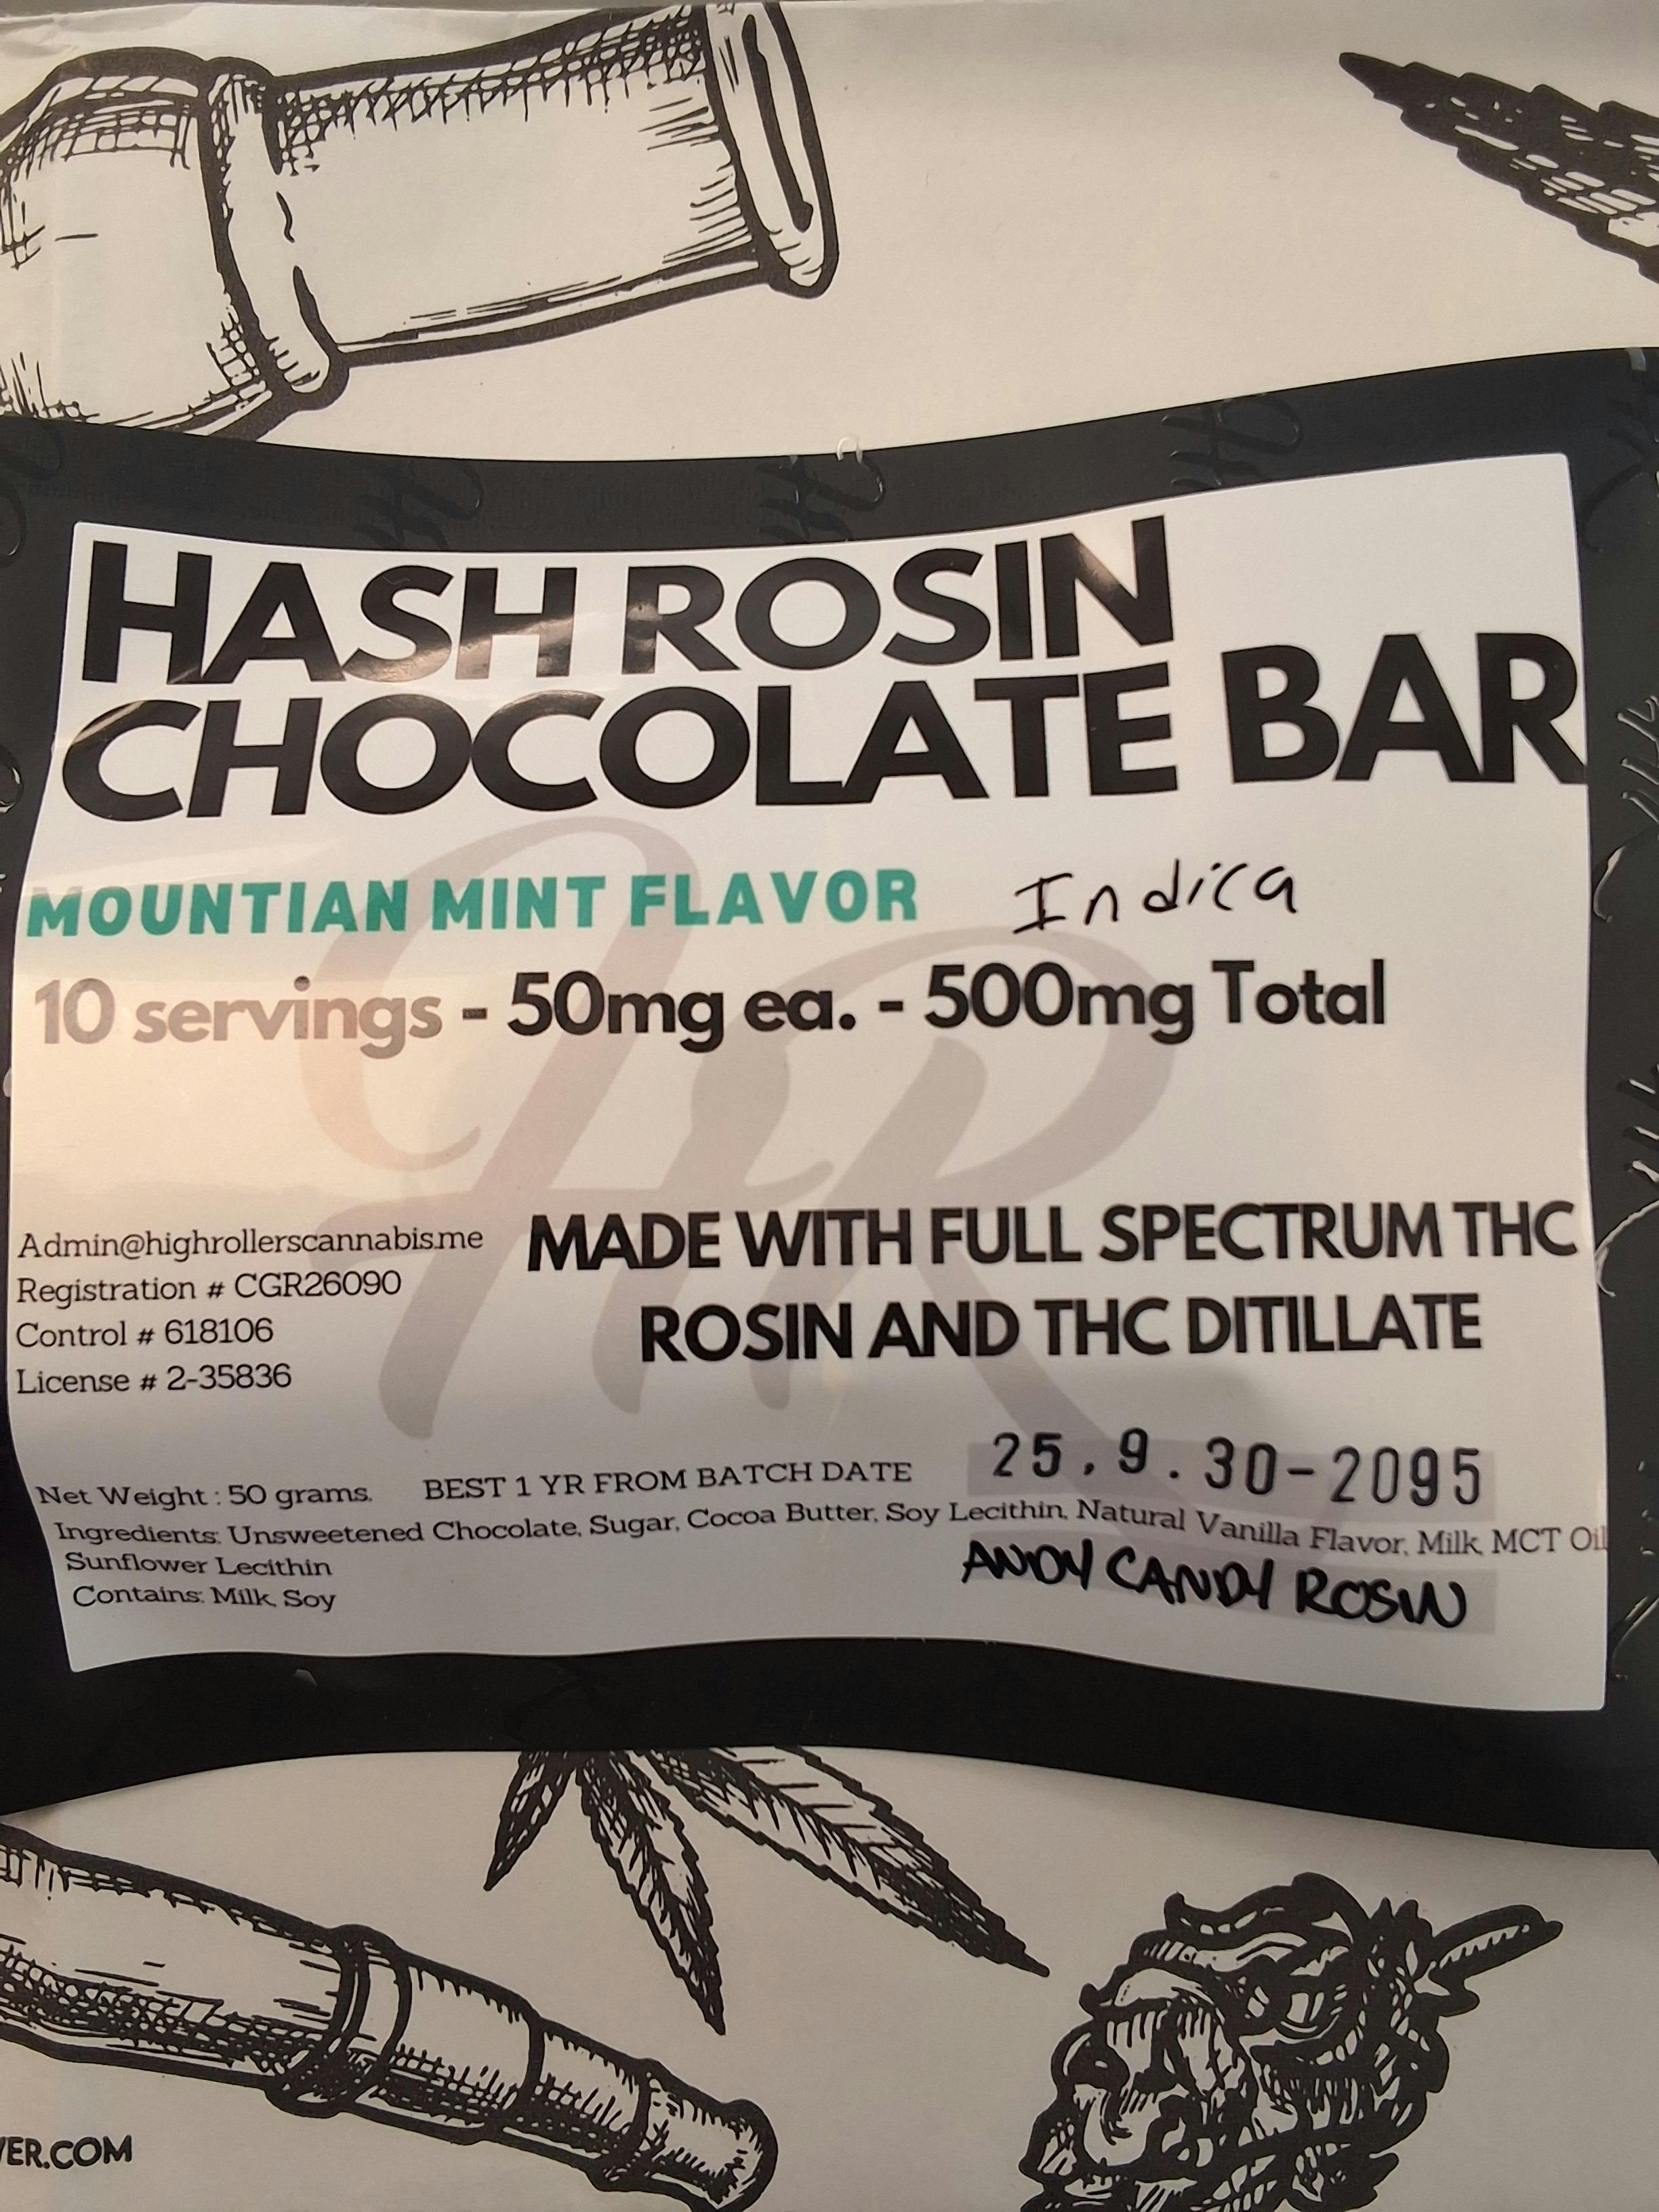 HASH ROSIN
CHOCOLATE BAR
MOUNTIAN MINT FLAVOR Indica
10 servings - 50mg ea. - 500mg Total
Admin@highrollerscannabis.me
Registration # CGR26090
Control # 618106
License # 2-35836
MADE WITH FULL SPECTRUM THC
ROSIN AND THC DITILLATE
Net Weight : 50 grams. BEST 1 YR FROM BATCH DATE 25.9.30-2095
Ingredients: Unsweetened Chocolate, Sugar, Cocoa Butter, Soy Lecithin, Natural Vanilla Flavor, Milk, MCT Oil
Sunflower Lecithin
Contains: Milk, Soy
ANDY CANDY ROSIN
HR